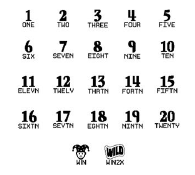 1 2 3 4 5
ONE TWO THREE FOUR FIVE
6 7 8 9 10
SIX SEVEN EIGHT NINE TEN
11 12 13 14 15
ELEVN TWELV THRTN FORTN FIFTN
16 17 18 19 20
SIXTN SEVTN EGHTN NINTN TWENTY
WILD
WIN WIN2X